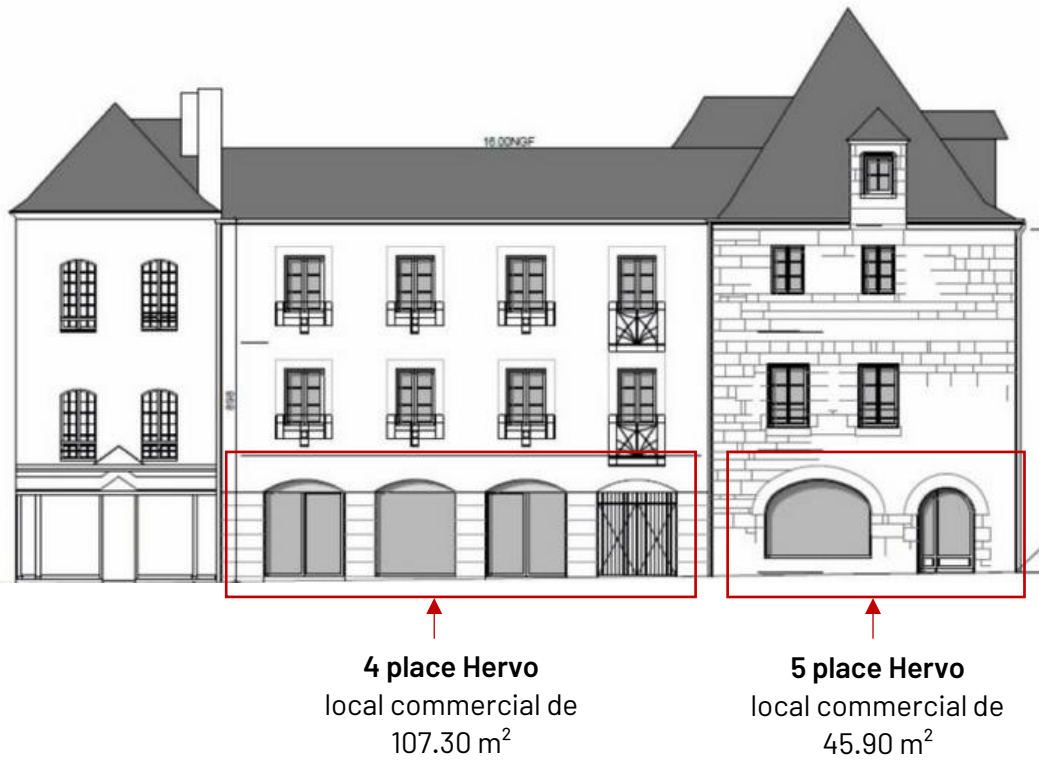 16.00NGF
868
4 place Hervo
local commercial de
107.30 m²
5 place Hervo
local commercial de
45.90 m²